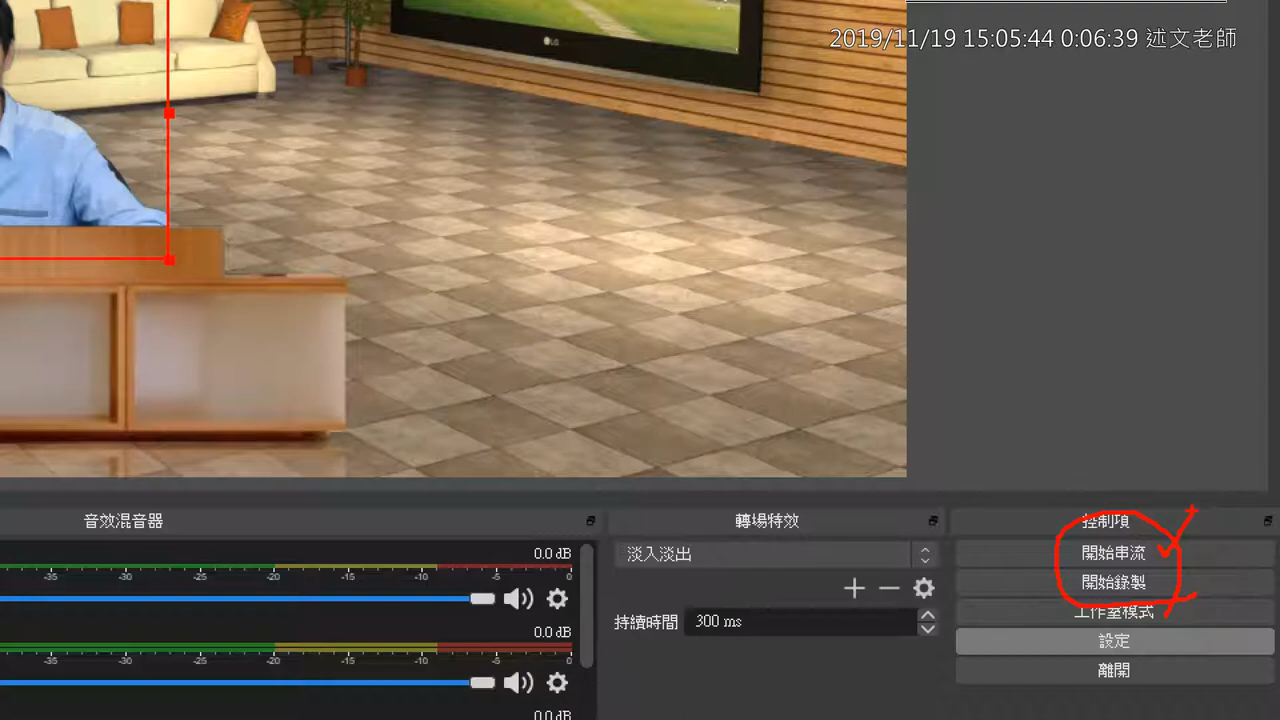 LG
2019/11/19 15:05:44 0:06:39 述文老師
音效混音器
轉場特效
控制項
0.0 dB
-35 -30 -25 -20 -15 -10 -5 0
0.0 dB
-35 -30 -25 -20 -15 -10 -5 0
0.0 dB
淡入淡出
持續時間 300 ms
開始串流
開始錄製
工作室模式
設定
離開